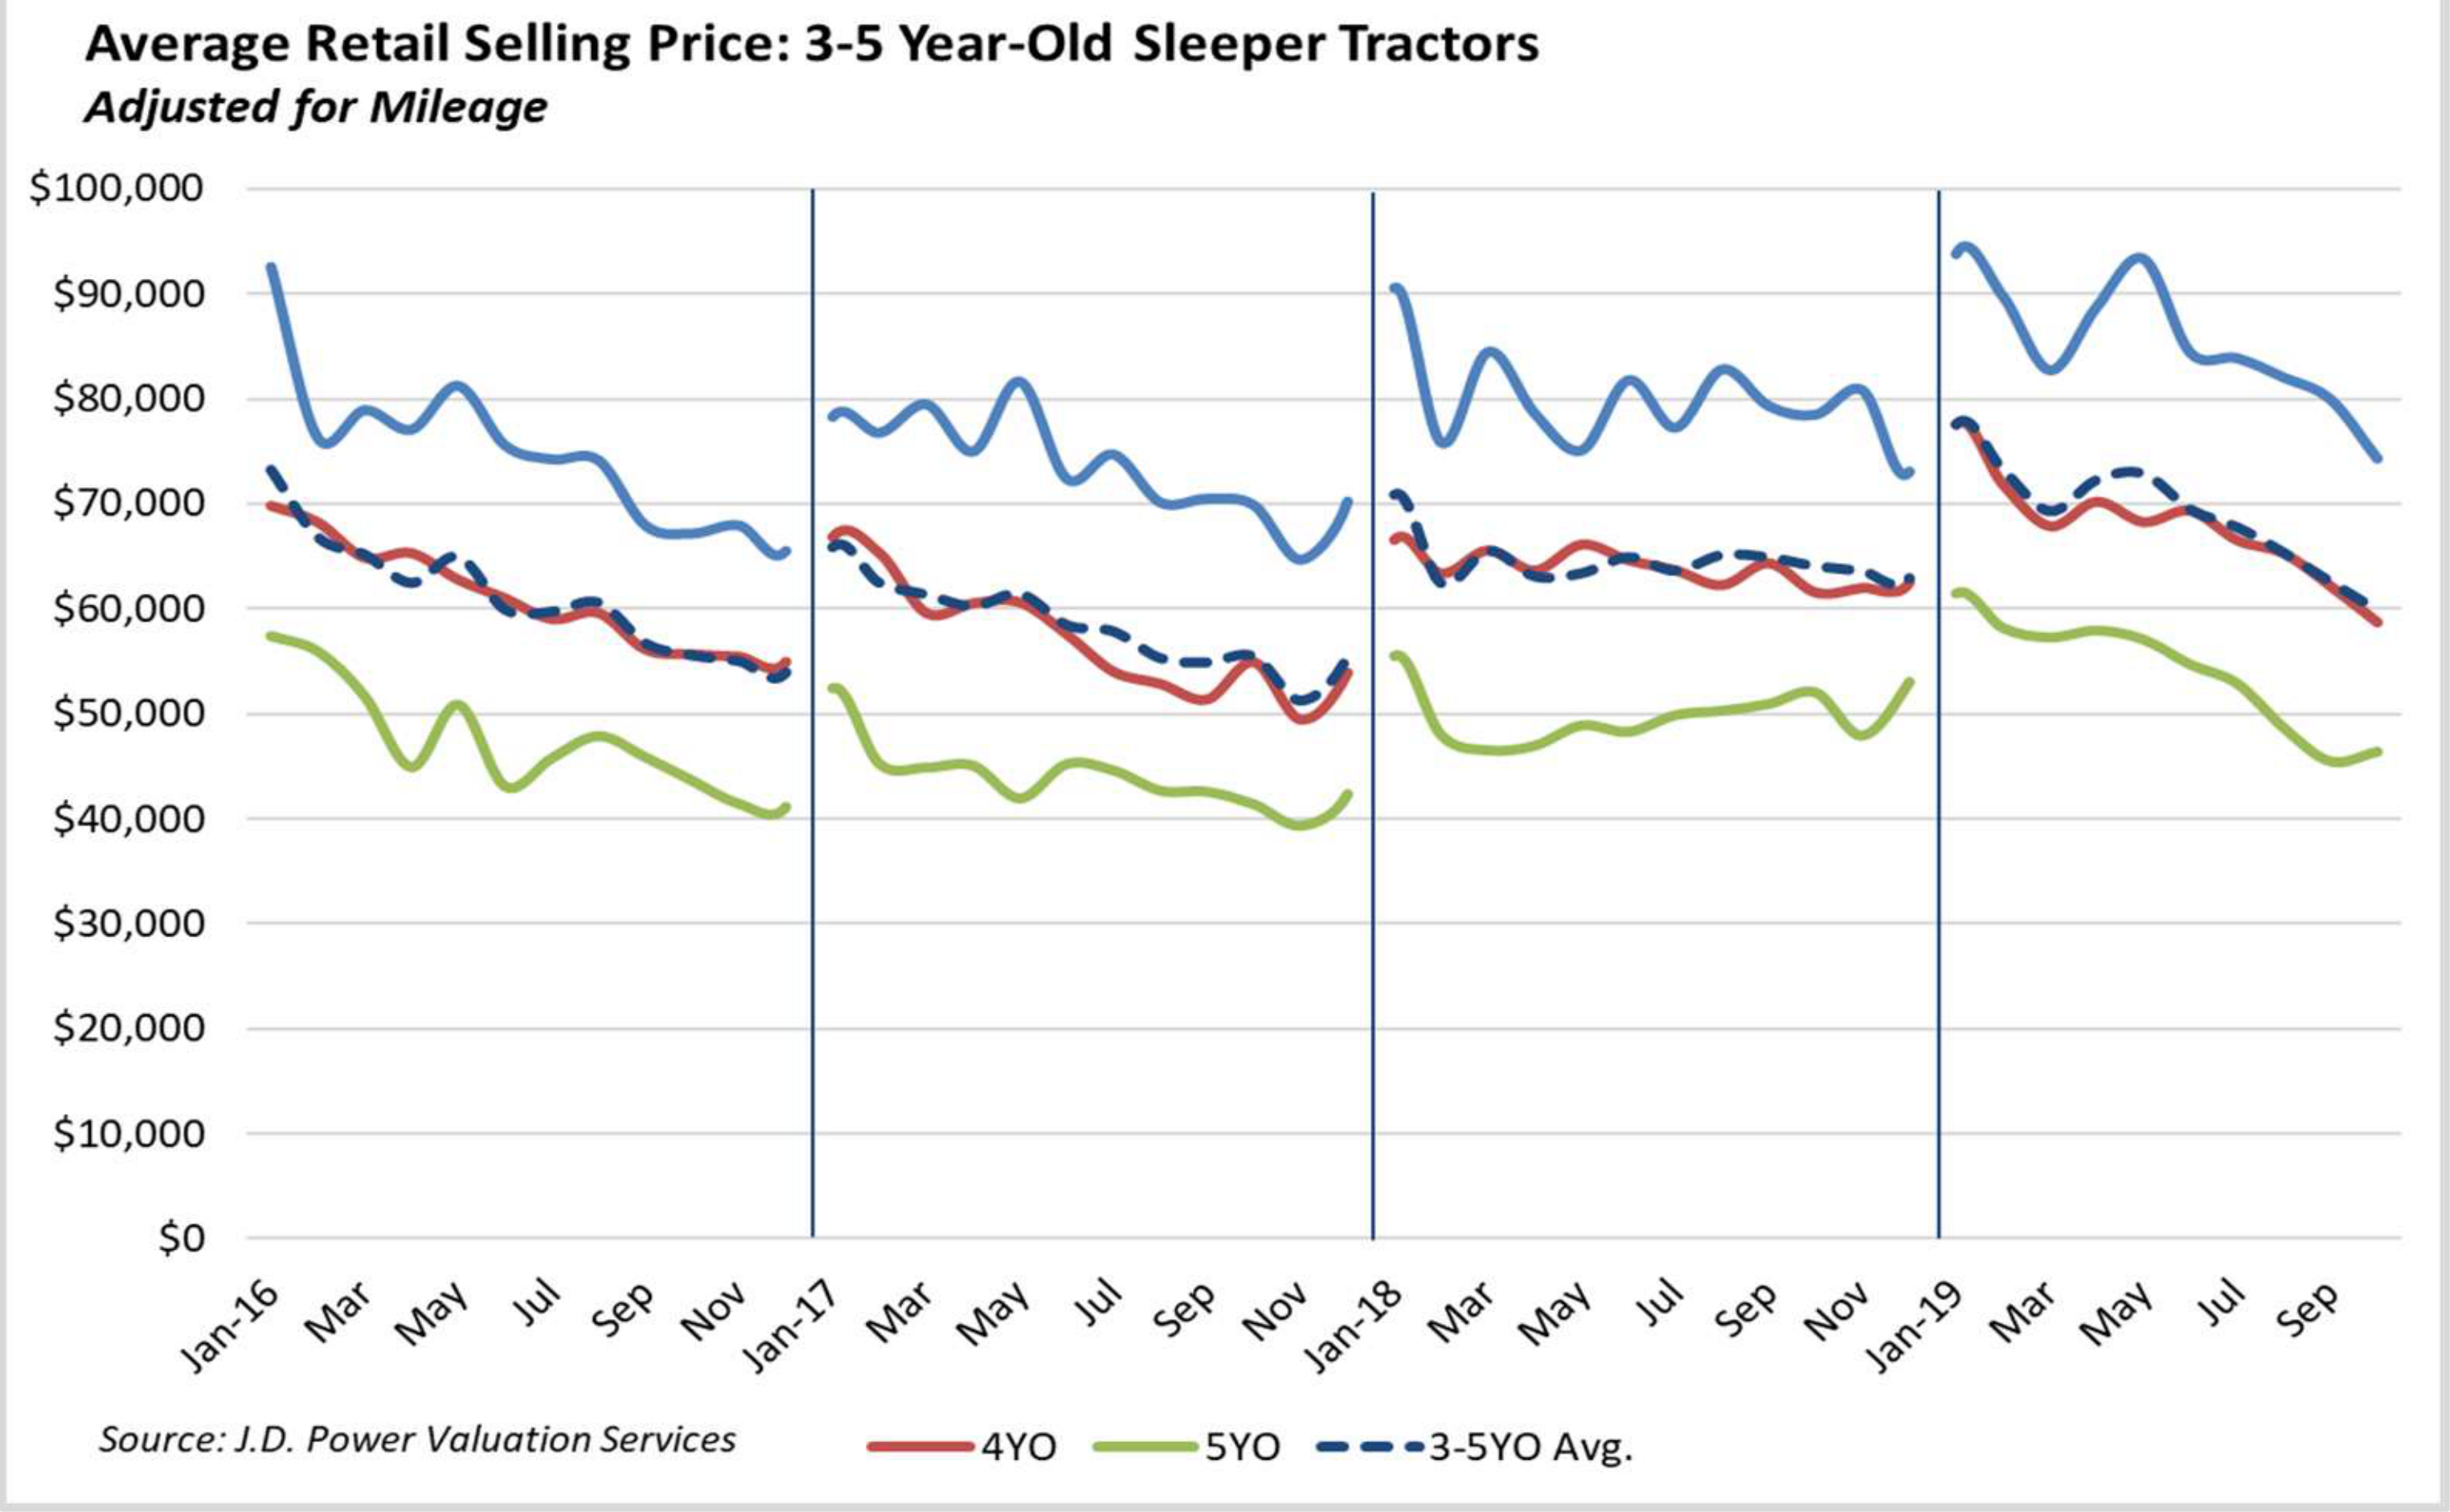 Average Retail Selling Price: 3-5 Year-Old Sleeper Tractors
Adjusted for Mileage
$100,000
$90,000
$80,000
$70,000
$60,000
$50,000
$40,000
$30,000
$20,000
$10,000
$0
Jan-16 Mar May Jul Sep Nov Jan-17 Mar May Jul Sep Nov Jan-18 Mar May Jul Sep Nov Jan-19 Mar May Jul Sep
Source: J.D. Power Valuation Services 4YO 5YO 3-5YO Avg.